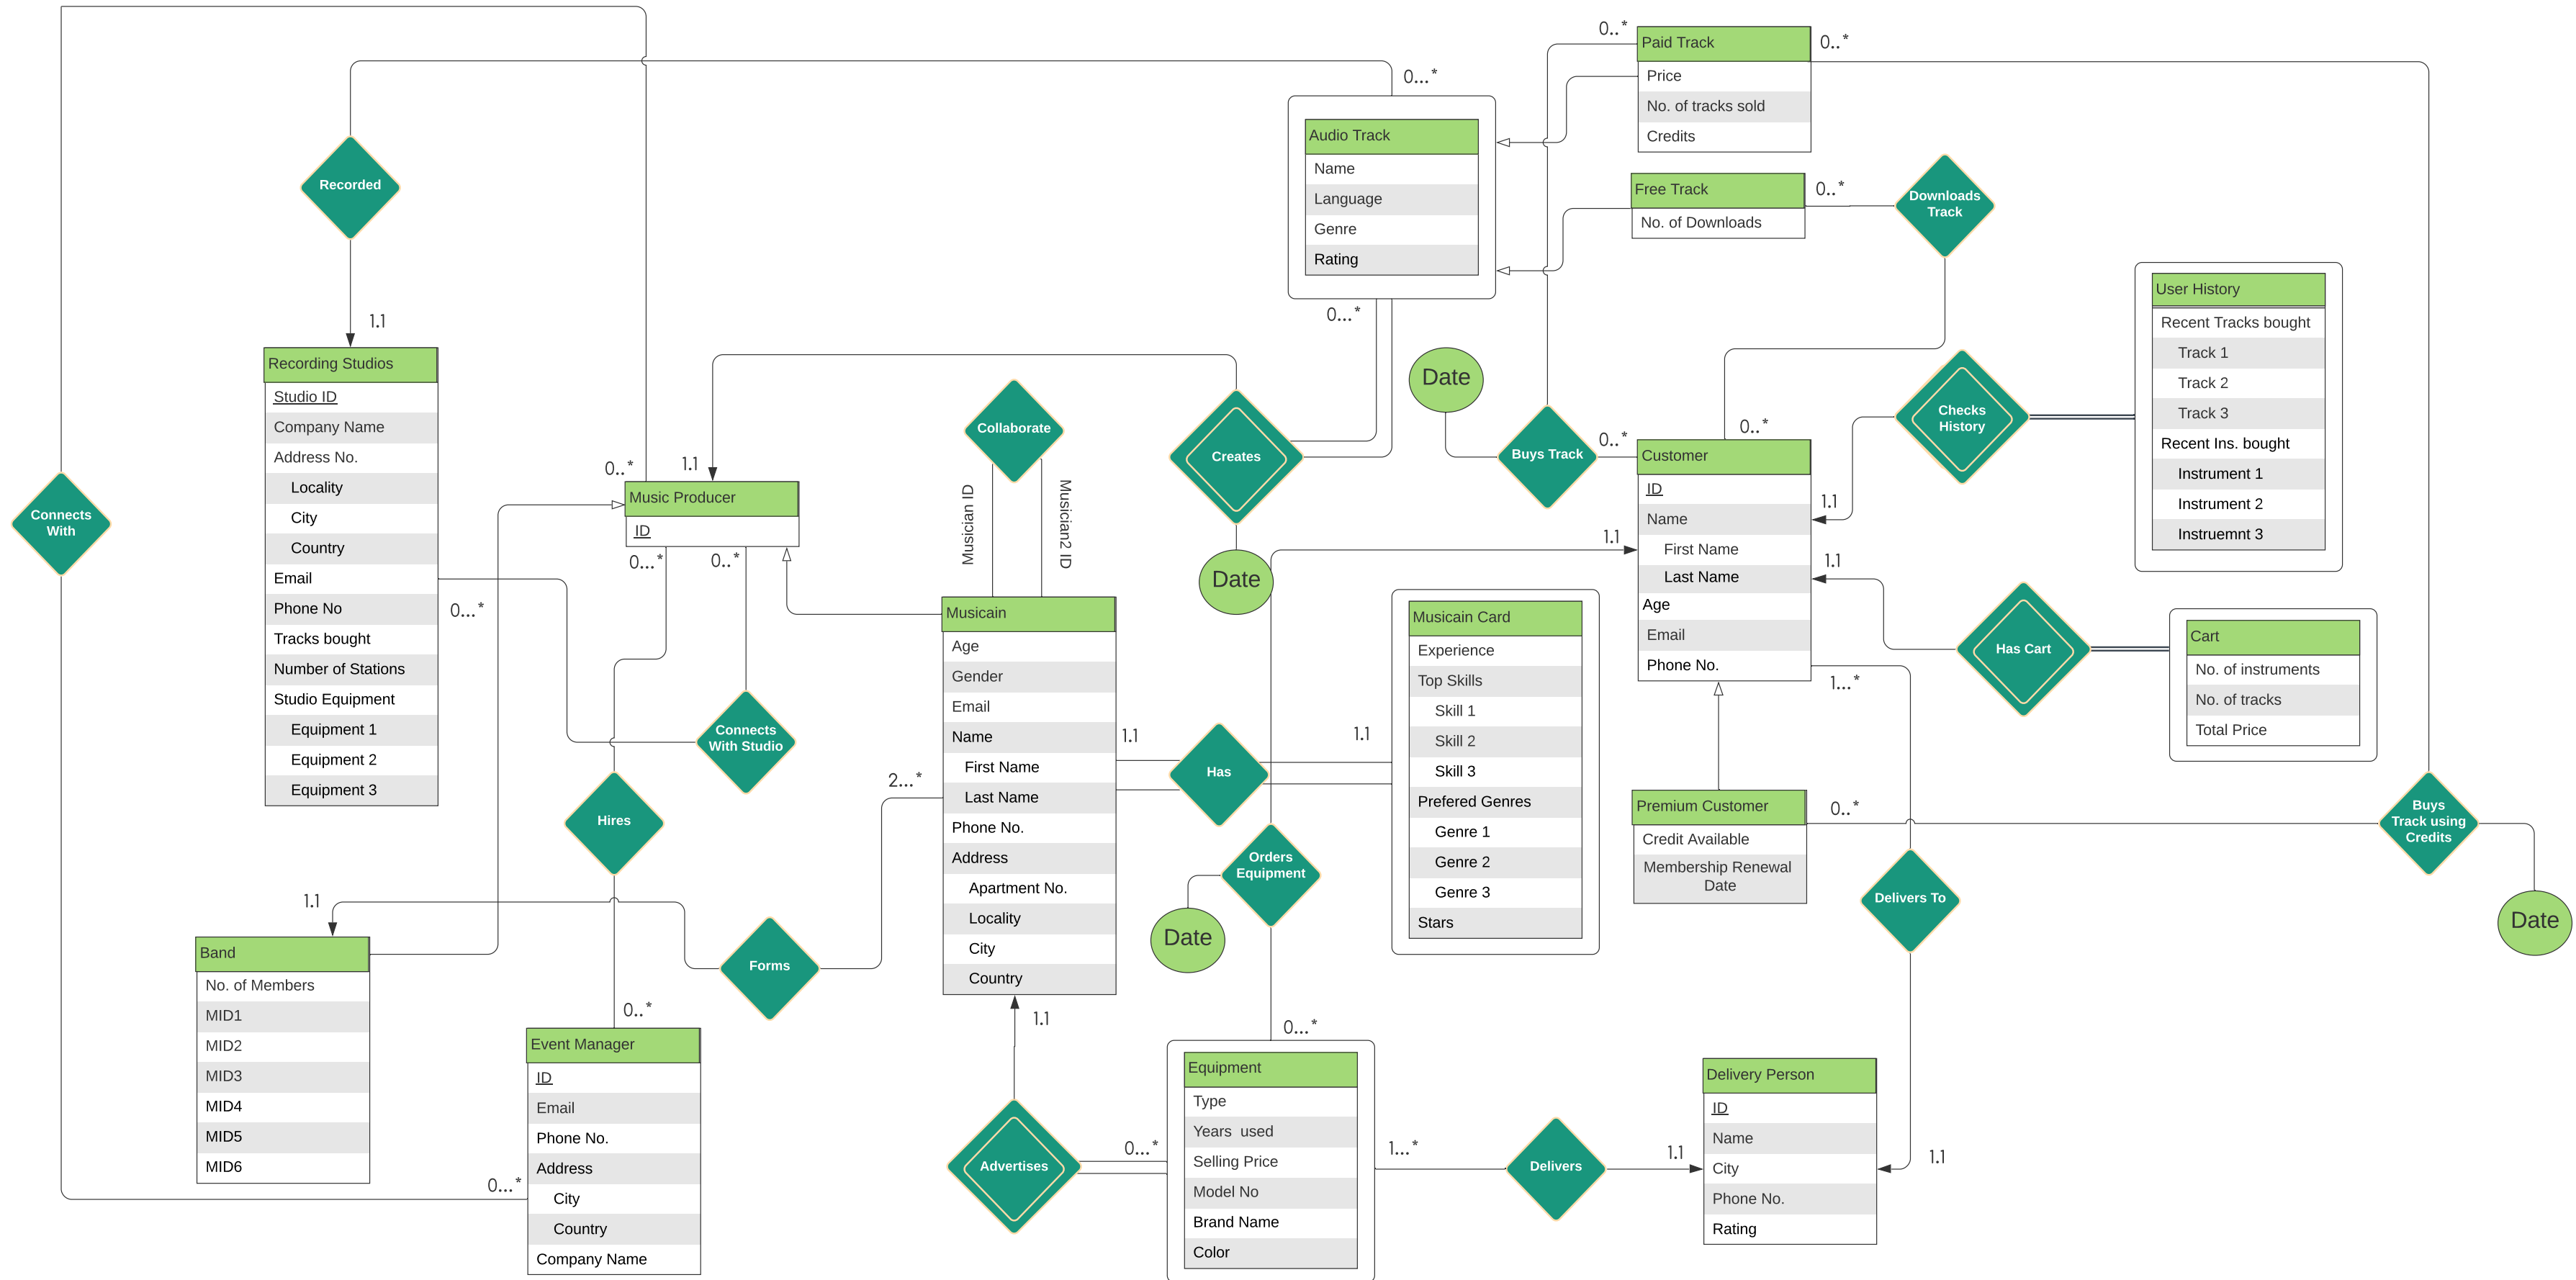 0..*
Paid Track
0..*
Price
No. of tracks sold
Credits
0...*
Audio Track
Name
Language
Genre
Rating
Recorded
Free Track
0..*
No. of Downloads
Downloads
Track
1.1
0...*
User History
Recent Tracks bought
Track 1
Track 2
Track 3
Recent Ins. bought
Instrument 1
Instrument 2
Instruemnt 3
Recording Studios
Studio ID
Company Name
Address No.
Locality
City
Country
Email
Phone No
Tracks bought
Number of Stations
Studio Equipment
Equipment 1
Equipment 2
Equipment 3
Date
Checks
History
Collaborate
Creates
Buys Track
0..*
0..*
Customer
ID
Name
First Name
Last Name
Age
Email
Phone No.
1.1
1.1
1.1
0..*
1.1
Music Producer
ID
0...*
0..*
Musician ID
Musician2 ID
Connects
With
Date
0...*
Musicain
Age
Gender
Email
Name
First Name
Last Name
Phone No.
Address
Apartment No.
Locality
City
Country
Musicain Card
Experience
Top Skills
Skill 1
Skill 2
Skill 3
Prefered Genres
Genre 1
Genre 2
Genre 3
Stars
Has Cart
Cart
No. of instruments
No. of tracks
Total Price
1...*
Connects
With Studio
1.1
Has
1.1
2...*
Hires
Orders
Equipment
Premium Customer
0..*
Credit Available
Membership Renewal
Date
Buys
Track using
Credits
Delivers To
Date
Date
1.1
Band
No. of Members
MID1
MID2
MID3
MID4
MID5
MID6
Forms
0..*
Event Manager
ID
Email
Phone No.
Address
City
Country
Company Name
0...*
1.1
Advertises
0...*
0...*
Equipment
Type
Years  used
Selling Price
Model No
Brand Name
Color
1...*
Delivers
1.1
Delivery Person
ID
Name
City
Phone No.
Rating
1.1